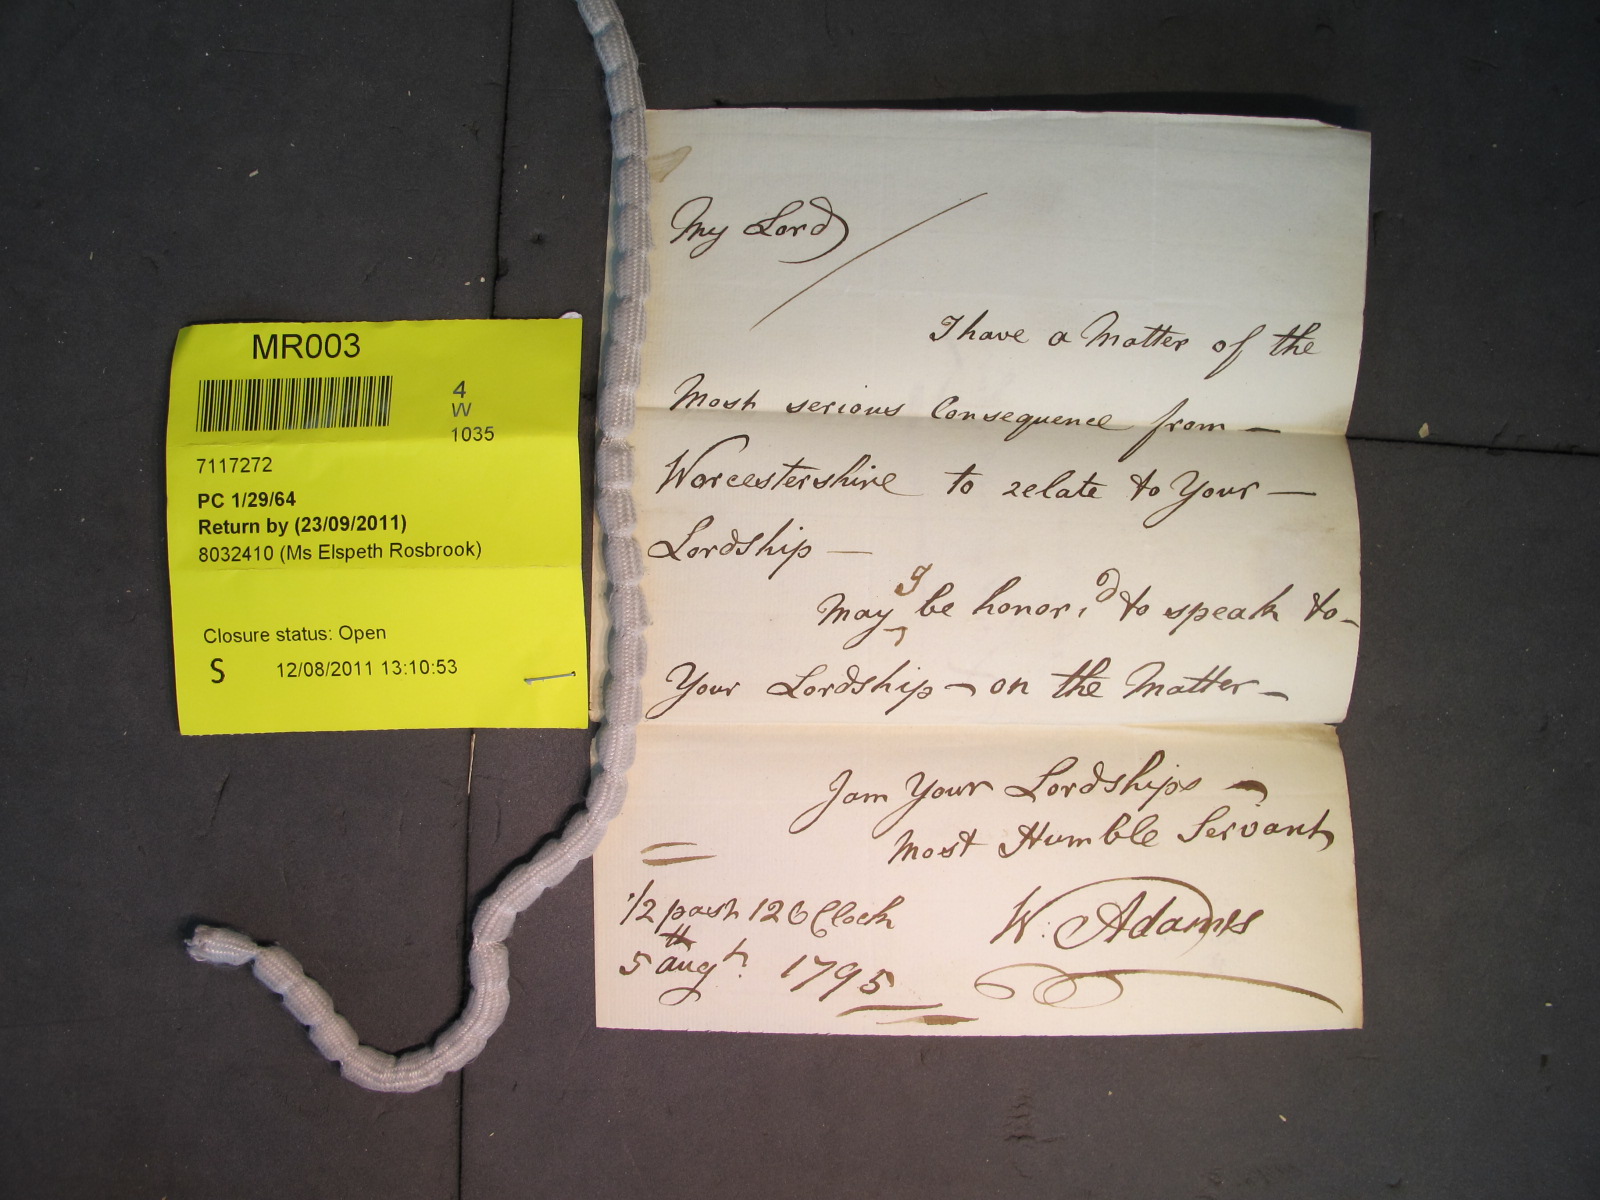 MR003
4
W
1035
7117272
PC 1/29/64
Return by (23/09/2011)
8032410 (Ms Elspeth Rosbrook)
Closure status: Open
S 12/08/2011 13:10:53
My Lord
I have a Matter of the
Most serious Consequence from —
Worcestershire to relate to Your —
Lordship —
May I be honor,d to speak to —
Your Lordship — on the Matter —
I am Your Lordships —
Most Humble Servant
1/2 past 12 O Clock
W. Adams
5th augt. 1795